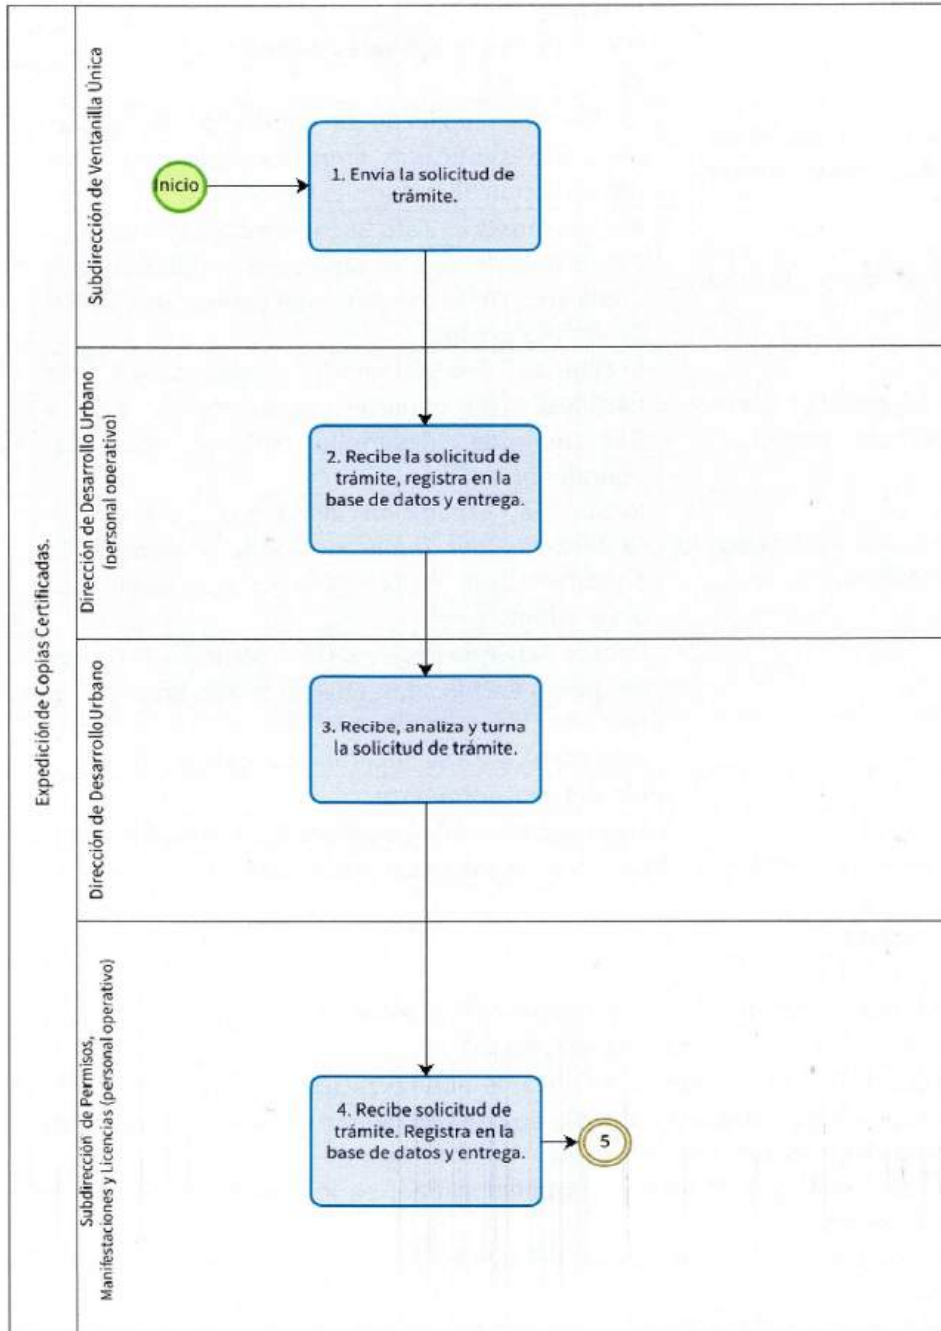 Expedición de Copias Certificadas.
Subdirección de Ventanilla Única
Inicio
1. Envía la solicitud de
trámite.
Dirección de Desarrollo Urbano
(personal operativo)
2. Recibe la solicitud de
trámite, registra en la
base de datos y entrega.
Dirección de Desarrollo Urbano
3. Recibe, analiza y turna
la solicitud de trámite.
Subdirección de Permisos,
Manifestaciones y Licencias (personal operativo)
4. Recibe solicitud de
trámite. Registra en la
base de datos y entrega.
5